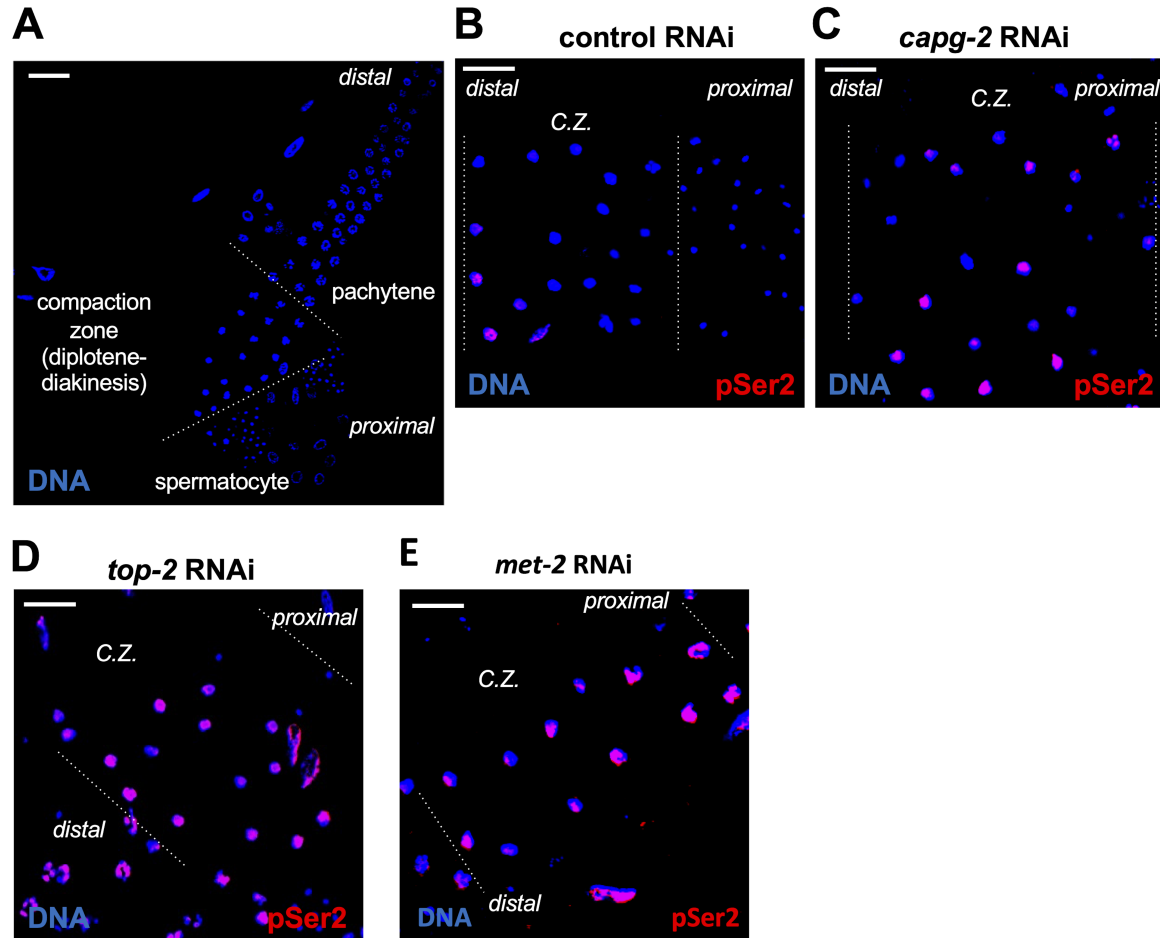 A
distal
pachytene
compaction
zone
(diplotene-
diakinesis)
proximal
spermatocyte
DNA
B
control RNAi
distal
proximal
C.Z.
DNA
pSer2
C
capg-2 RNAi
distal
proximal
C.Z.
DNA
pSer2
D
top-2 RNAi
proximal
C.Z.
distal
DNA
E
met-2 RNAi
proximal
C.Z.
distal
DNA
pSer2